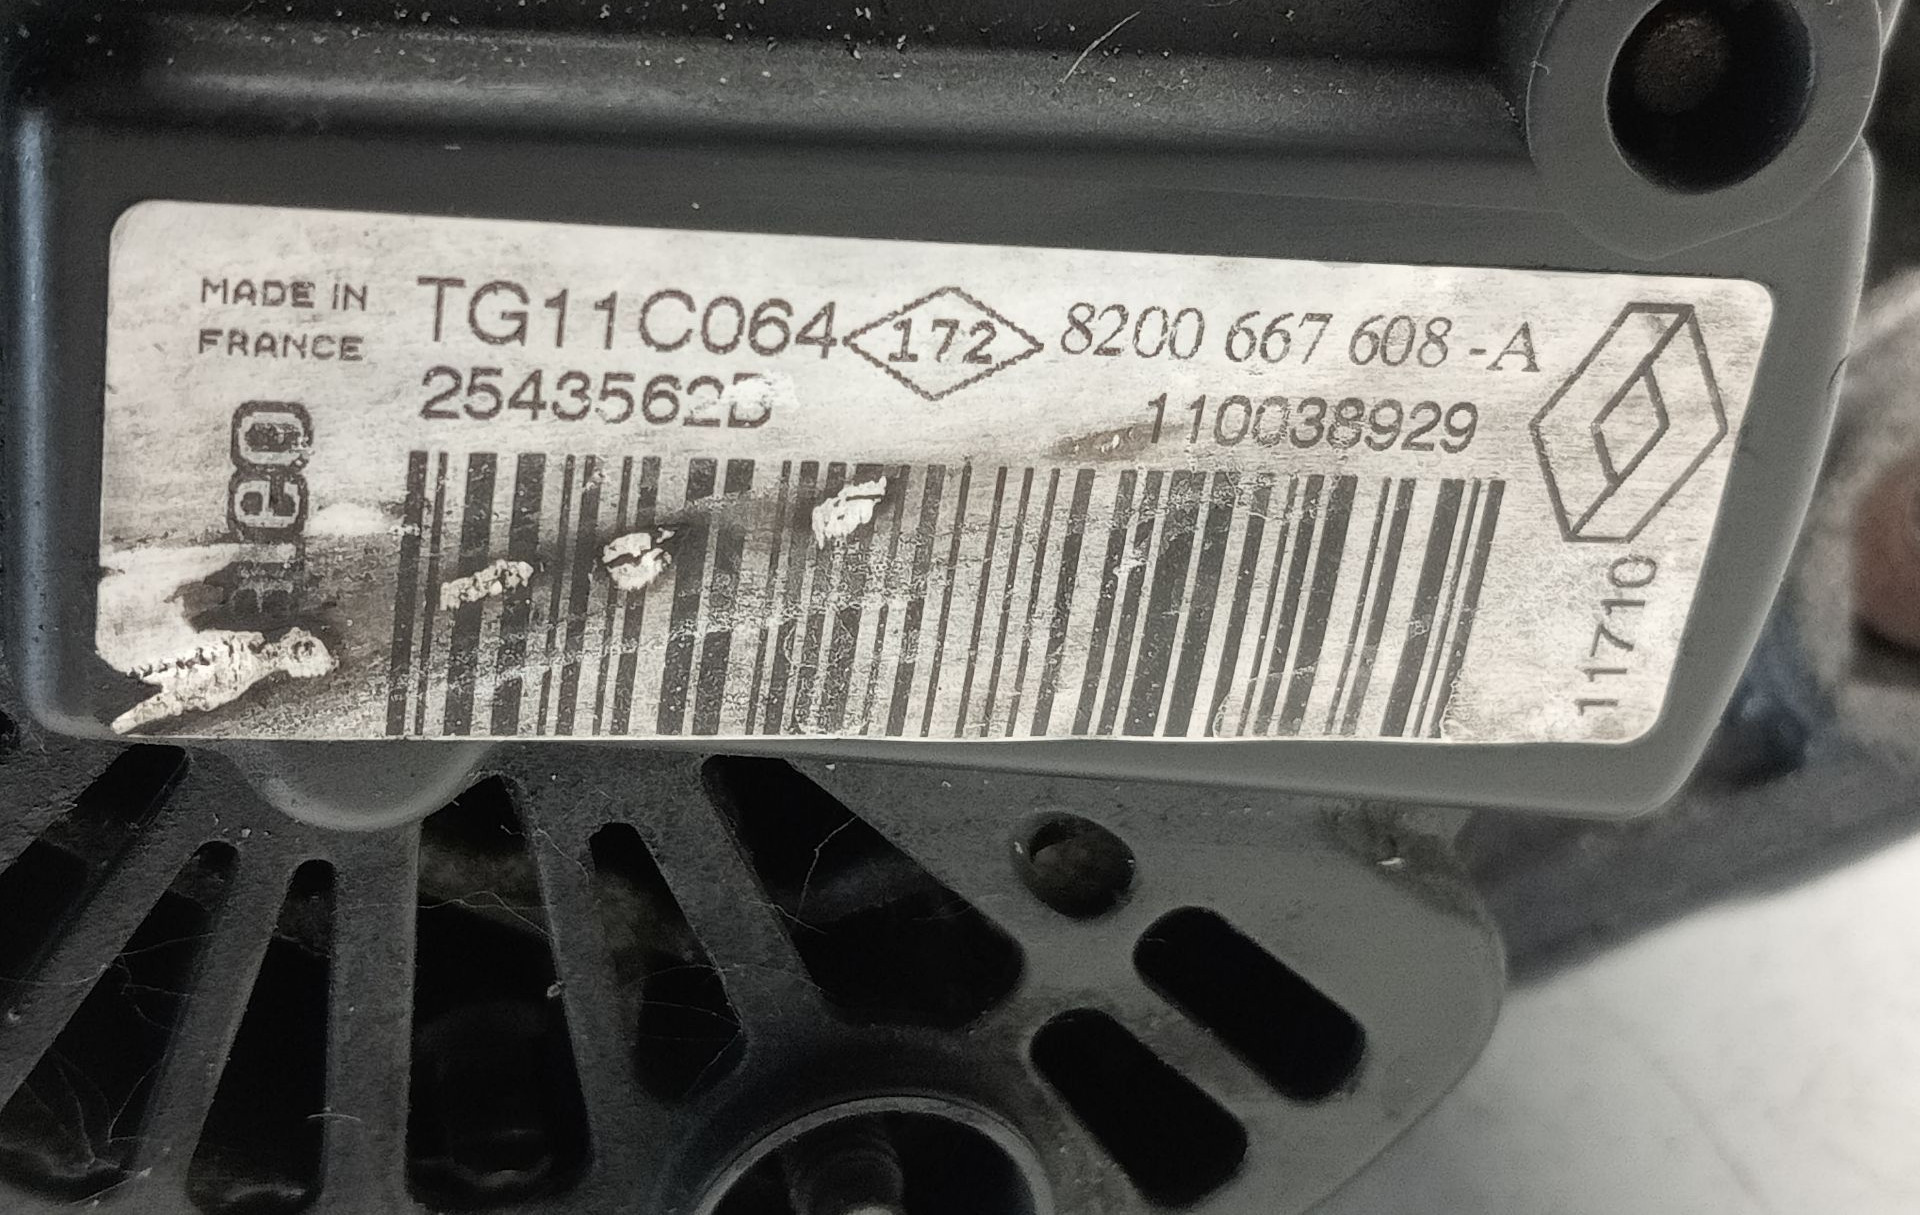 MADE IN
FRANCE
TG11C064 172 8200 667 608 -A
2543562B
110038929
11710